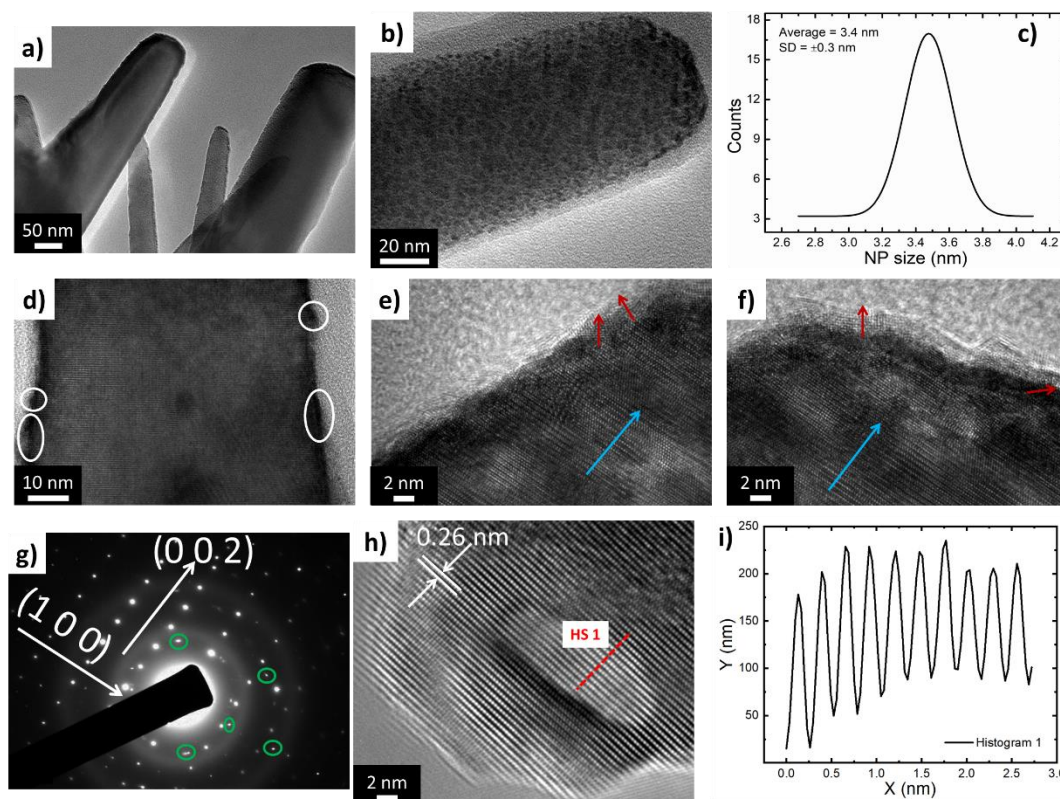 a)
50 nm
b)
20 nm
c)
Average = 3.4 nm
SD = ±0.3 nm
18
15
12
9
6
3
Counts
2.6 2.8 3.0 3.2 3.4 3.6 3.8 4.0 4.2
NP size (nm)
d)
10 nm
e)
2 nm
f)
2 nm
g)
(0 0 2)
(1 0 0)
h)
0.26 nm
HS 1
2 nm
i)
250
200
150
100
50
Y (nm)
Histogram 1
0.0 0.5 1.0 1.5 2.0 2.5 3.0
X (nm)